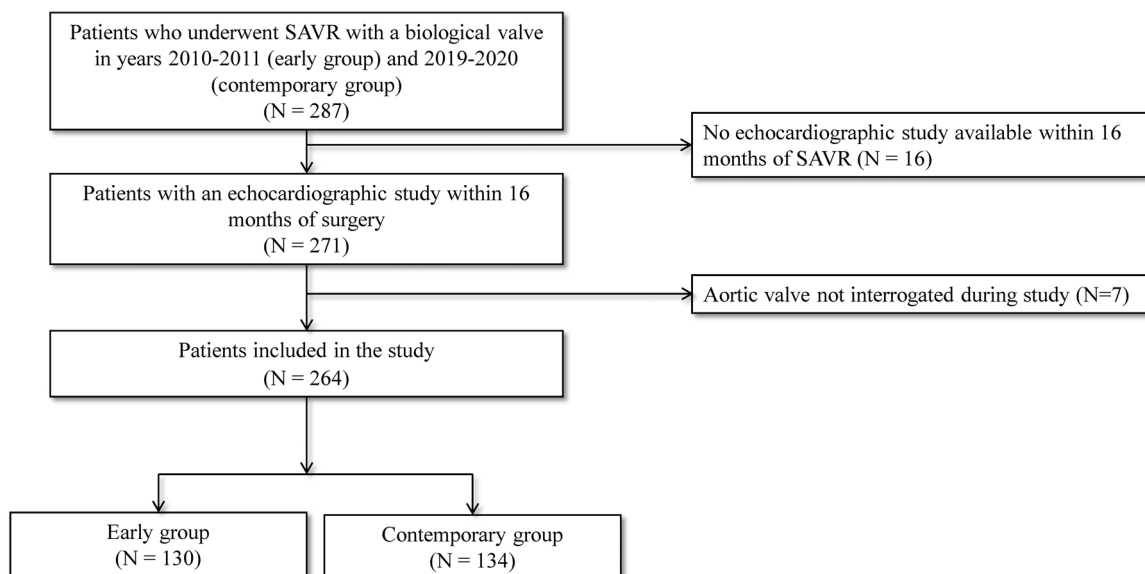 Patients who underwent SAVR with a biological valve
in years 2010-2011 (early group) and 2019-2020
(contemporary group)
(N = 287)
No echocardiographic study available within 16
months of SAVR (N = 16)
Patients with an echocardiographic study within 16
months of surgery
(N = 271)
Aortic valve not interrogated during study (N=7)
Patients included in the study
(N = 264)
Early group
(N = 130)
Contemporary group
(N = 134)